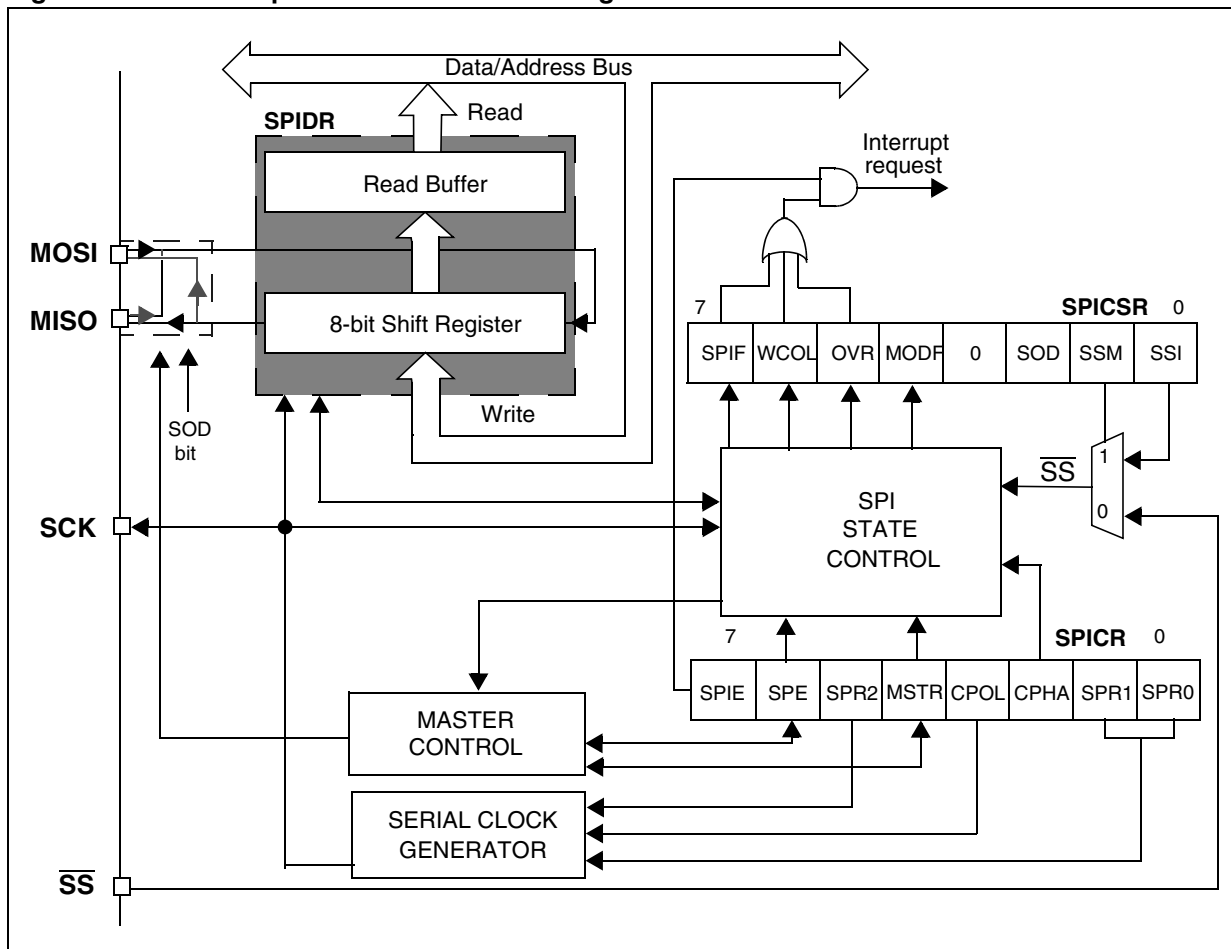 Data/Address Bus
SPIDR
Read
Read Buffer
Interrupt
request
MOSI
MISO
8-bit Shift Register
7
SPICSR
0
SPIF
WCOL
OVR
MODF
0
SOD
SSM
SSI
Write
SOD
bit
SS
1
0
SPI
STATE
CONTROL
SCK
7
SPICR
0
SPIE
SPE
SPR2
MSTR
CPOL
CPHA
SPR1
SPR0
MASTER
CONTROL
SERIAL CLOCK
GENERATOR
SS